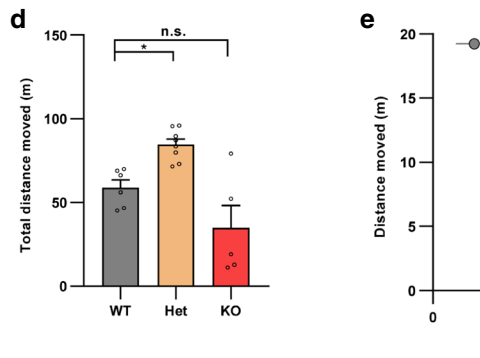 d
n.s.
*
150
100
50
0
Total distance moved (m)
WT Het KO
e
20
15
10
5
0
Distance moved (m)
0